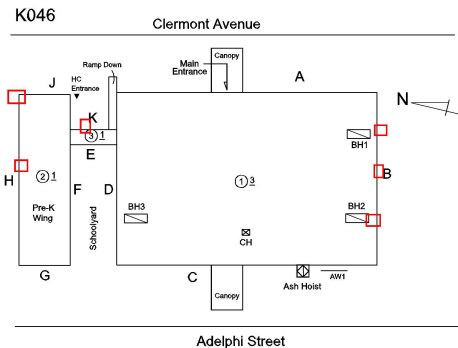 K046
Clermont Avenue
Ramp Down
Canopy
J
HC
Entrance
Main
Entrance
A
N
K
3 1
E
BH1
H
2 1
F
D
1 3
B
Pre-K
Wing
Schoolyard
BH3
BH2
CH
G
C
Canopy
Ash Hoist
AW1
Adelphi Street